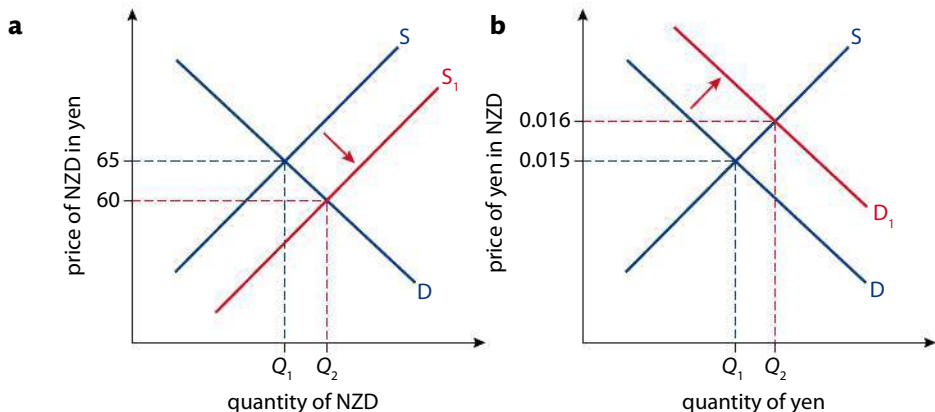 a
price of NZD in yen
65
60
S
S1
D
Q1 Q2
quantity of NZD
b
price of yen in NZD
0.016
0.015
S
D1
D
Q1 Q2
quantity of yen